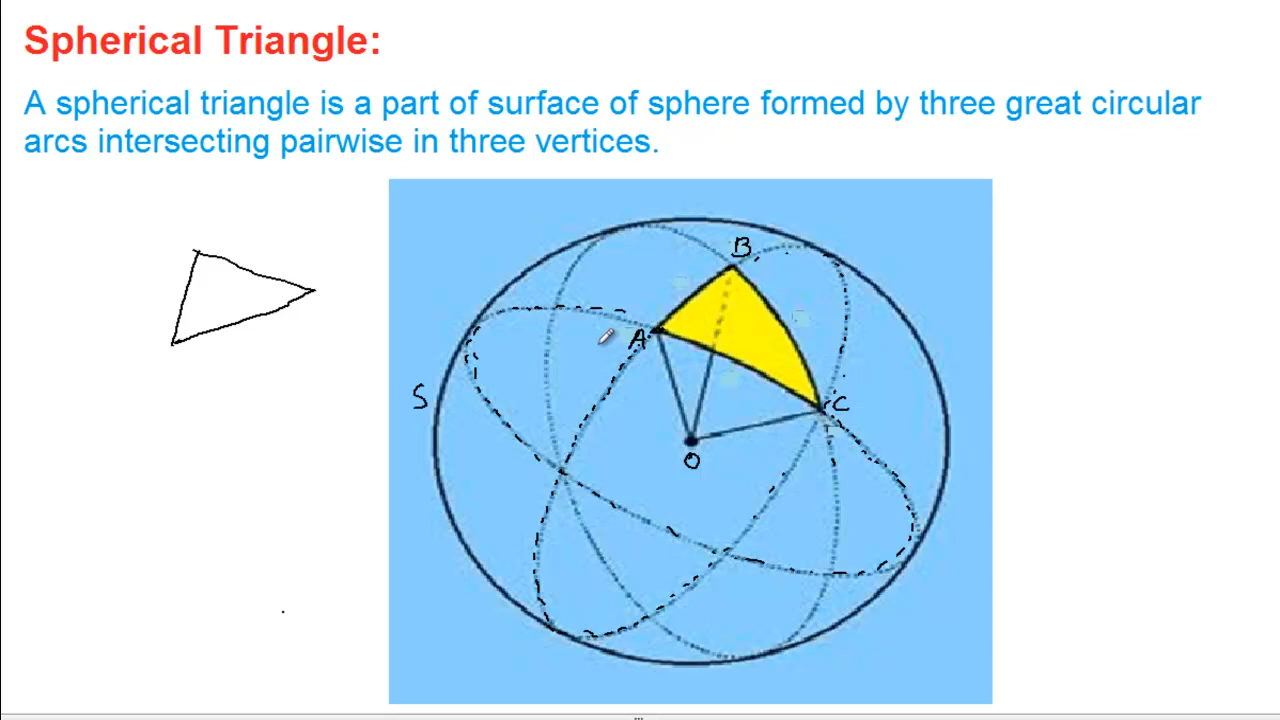 Spherical Triangle:
A spherical triangle is a part of surface of sphere formed by three great circular
arcs intersecting pairwise in three vertices.
B
A
S
C
O